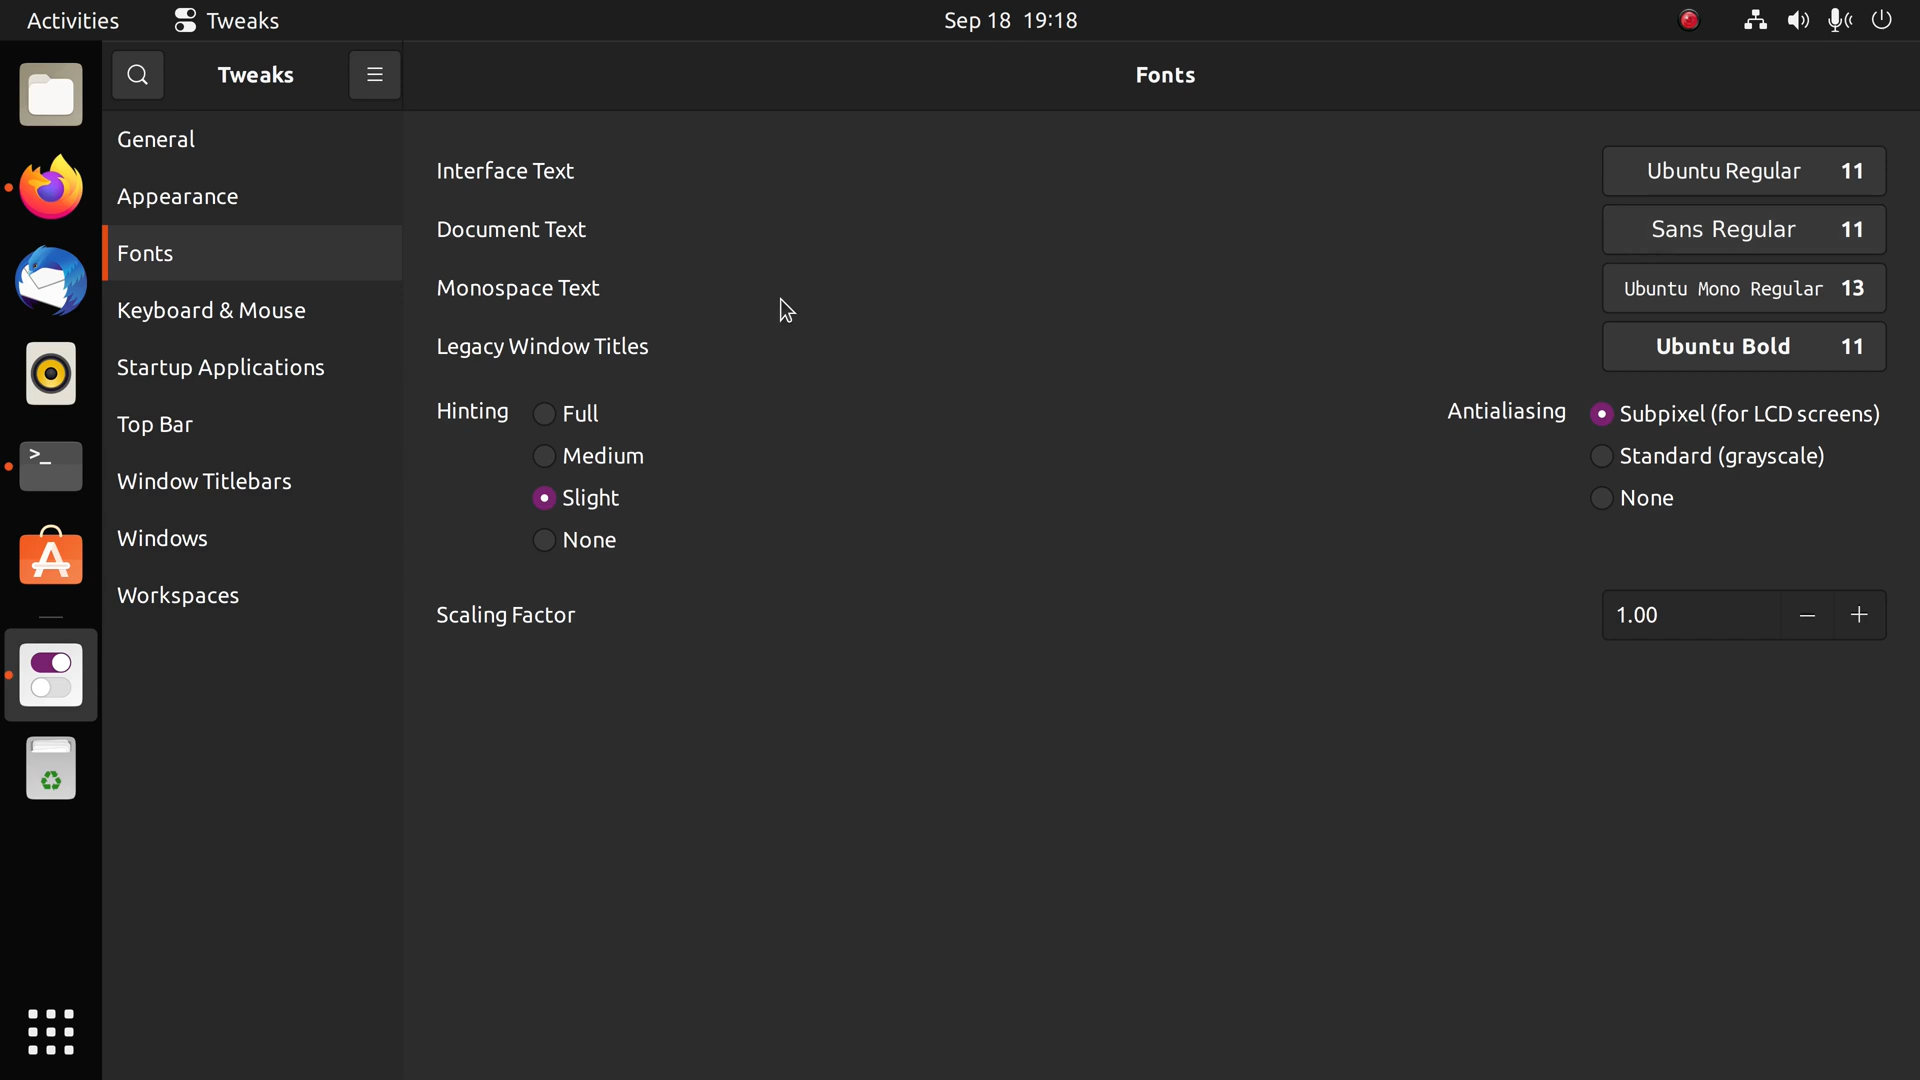 Activities
Tweaks
Sep 18 19:18
Tweaks
Fonts
General
Appearance
Fonts
Keyboard & Mouse
Startup Applications
Top Bar
Window Titlebars
Windows
Workspaces
Interface Text
Ubuntu Regular 11
Document Text
Sans Regular 11
Monospace Text
Ubuntu Mono Regular 13
Legacy Window Titles
Ubuntu Bold 11
Hinting
Full
Medium
Slight
None
Antialiasing
Subpixel (for LCD screens)
Standard (grayscale)
None
Scaling Factor
1.00